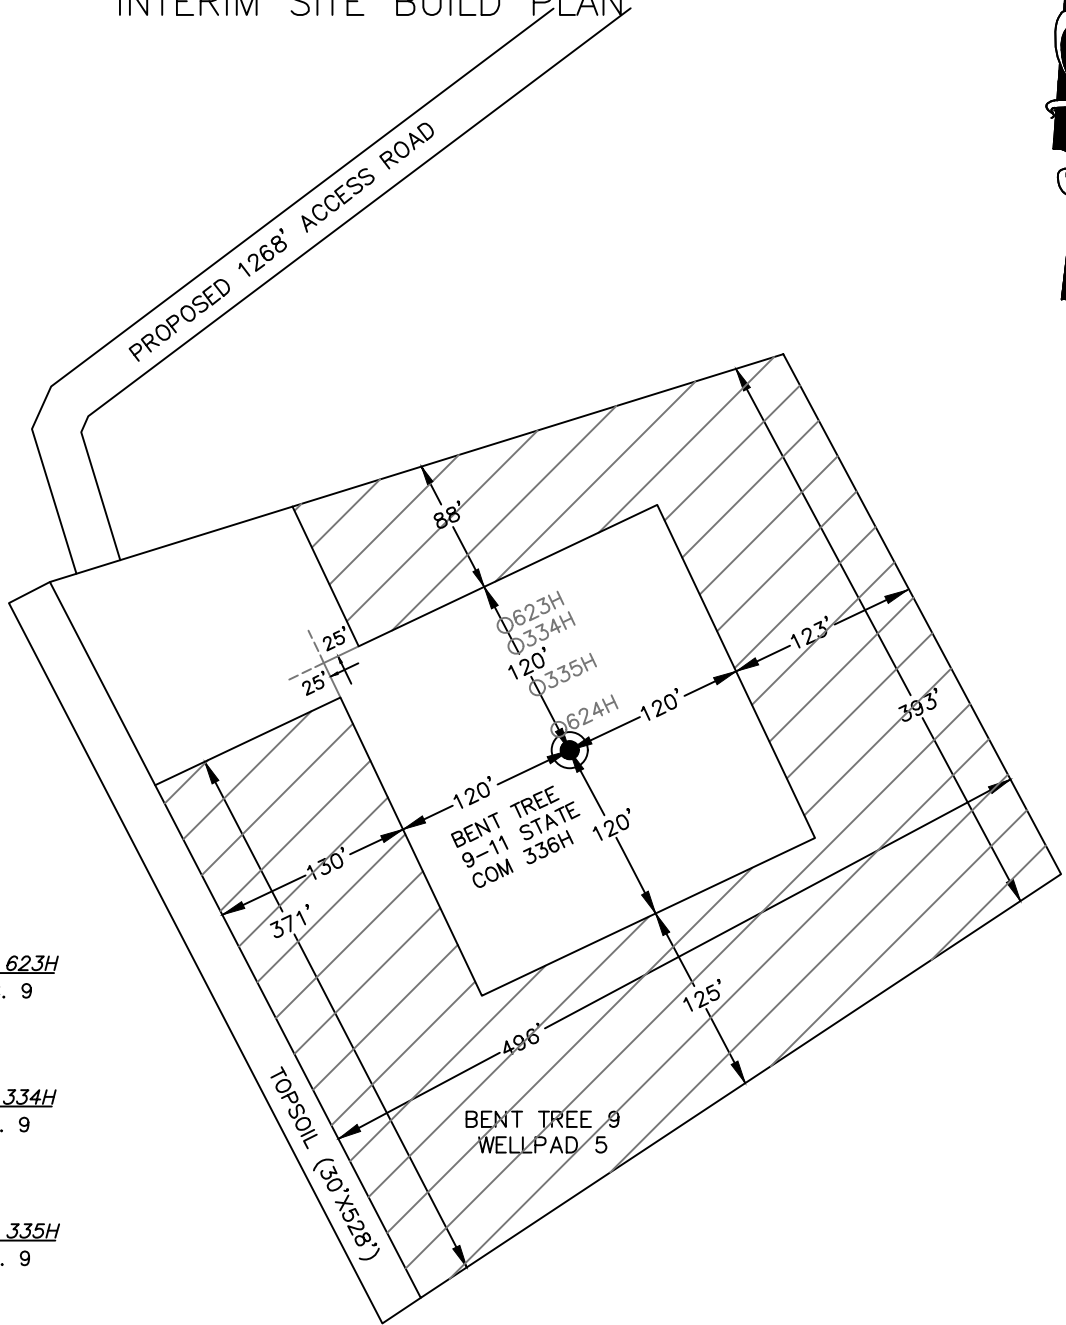 INTERIM SITE BUILD PLAN
PROPOSED 1268' ACCESS ROAD
88'
25'
25'
623H
334H
120'
335H
624H
120'
123'
393'
120'
130'
371'
BENT TREE
9-11 STATE
COM 336H
120'
125'
496'
BENT TREE 9
WELLPAD 5
TOPSOIL (30'X528')
623H
. 9
334H
. 9
335H
. 9